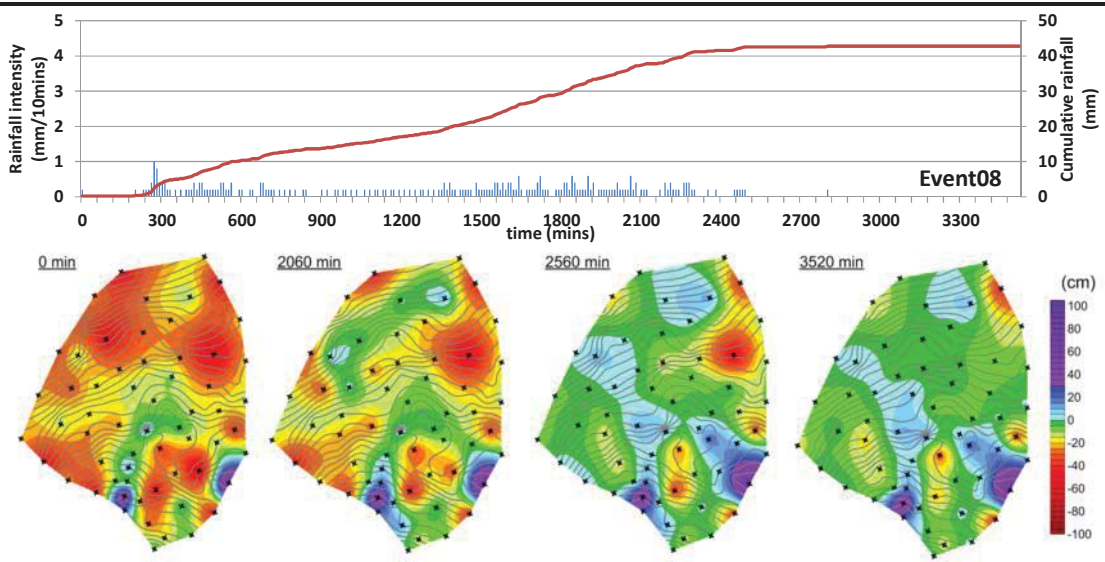 Rainfall intensity
(mm/10mins)
5
4
3
2
1
0
50
40
30
20
10
0
Cumulative rainfall
(mm)
Event08
0 300 600 900 1200 1500 1800 2100 2400 2700 3000 3300
time (mins)
0 min
2060 min
2560 min
3520 min
(cm)
100
80
60
40
20
0
-20
-40
-60
-80
-100